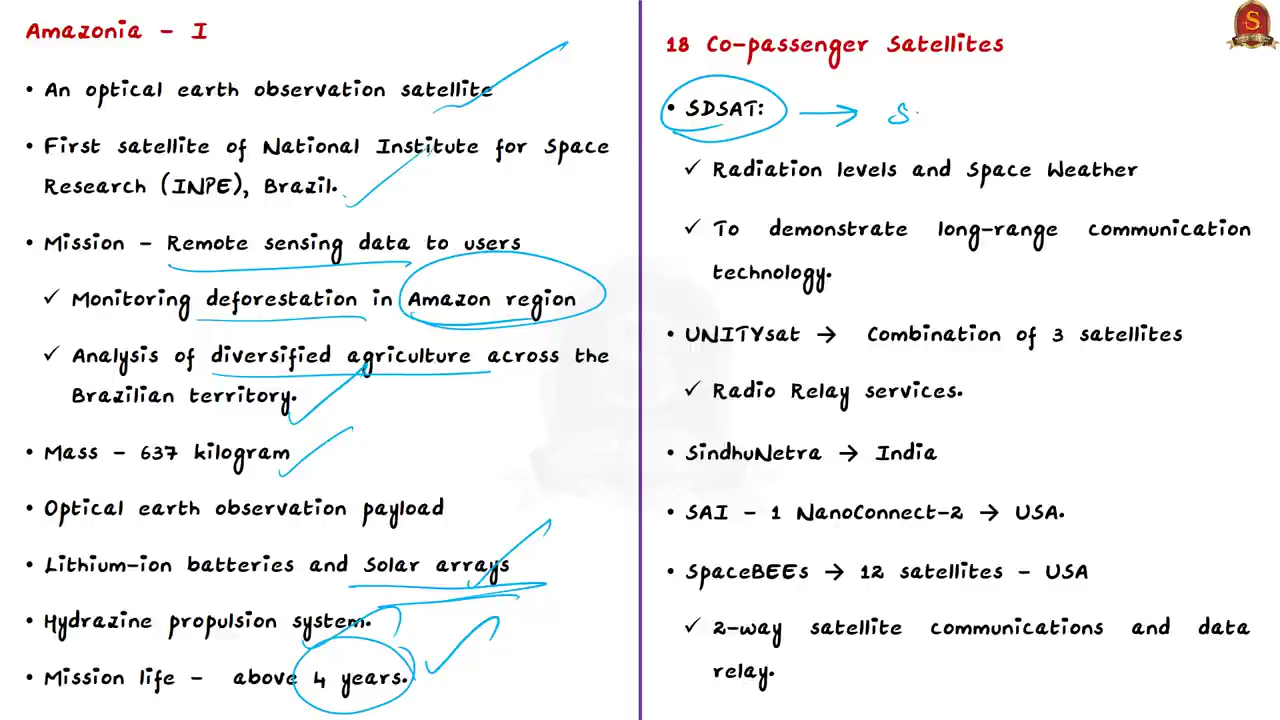 Amazonia - I
• An optical earth observation satellite
• First satellite of National Institute for Space
Research (INPE), Brazil.
• Mission - Remote sensing data to users
✓ Monitoring deforestation in Amazon region
✓ Analysis of diversified agriculture across the
Brazilian territory.
• Mass - 637 kilogram
• Optical earth observation payload
• Lithium-ion batteries and Solar arrays
• Hydrazine propulsion system.
• Mission life - above 4 years.
18 Co-passenger Satellites
• SDSAT: → S
✓ Radiation levels and Space Weather
✓ To demonstrate long-range communication
technology.
• UNITYsat → Combination of 3 satellites
✓ Radio Relay services.
• SindhuNetra → India
• SAI - 1 NanoConnect-2 → USA.
• SpaceBEEs → 12 satellites - USA
✓ 2-way satellite communications and data
relay.
S